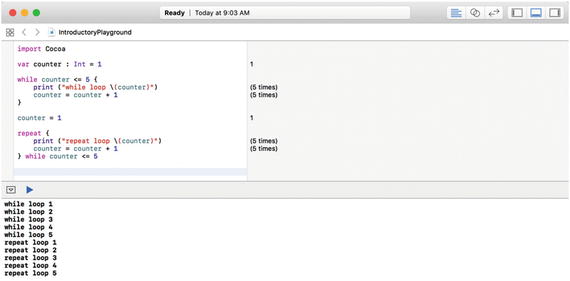 Ready | Today at 9:03 AM
IntroductoryPlayground
import Cocoa
var counter : Int = 1
1
while counter <= 5 {
print ("while loop \(counter)")
(5 times)
counter = counter + 1
(5 times)
}
counter = 1
1
repeat {
print ("repeat loop \(counter)")
(5 times)
counter = counter + 1
(5 times)
} while counter <= 5
while loop 1
while loop 2
while loop 3
while loop 4
while loop 5
repeat loop 1
repeat loop 2
repeat loop 3
repeat loop 4
repeat loop 5